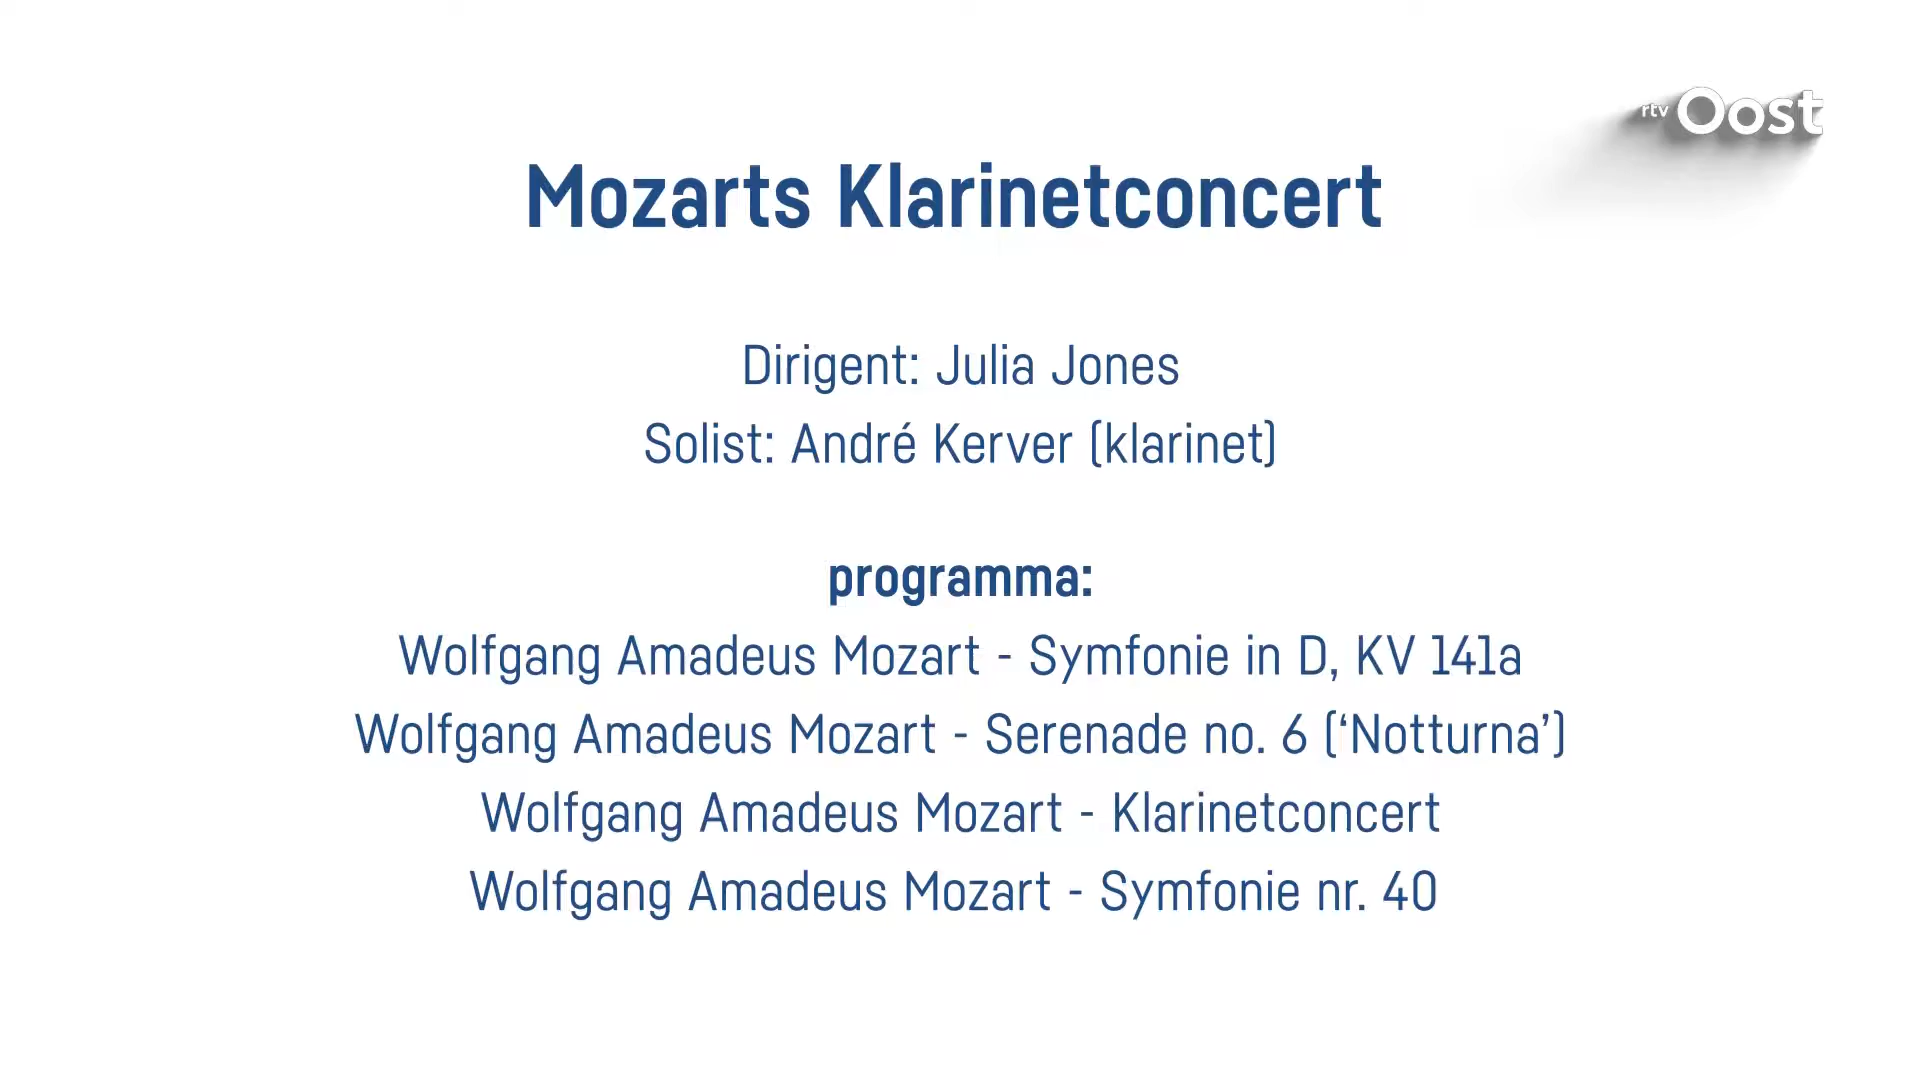 rtv Oost
Mozarts Klarinetconcert
Dirigent: Julia Jones
Solist: André Kerver (klarinet)
programma:
Wolfgang Amadeus Mozart - Symfonie in D, KV 141a
Wolfgang Amadeus Mozart - Serenade no. 6 (‘Notturna’)
Wolfgang Amadeus Mozart - Klarinetconcert
Wolfgang Amadeus Mozart - Symfonie nr. 40